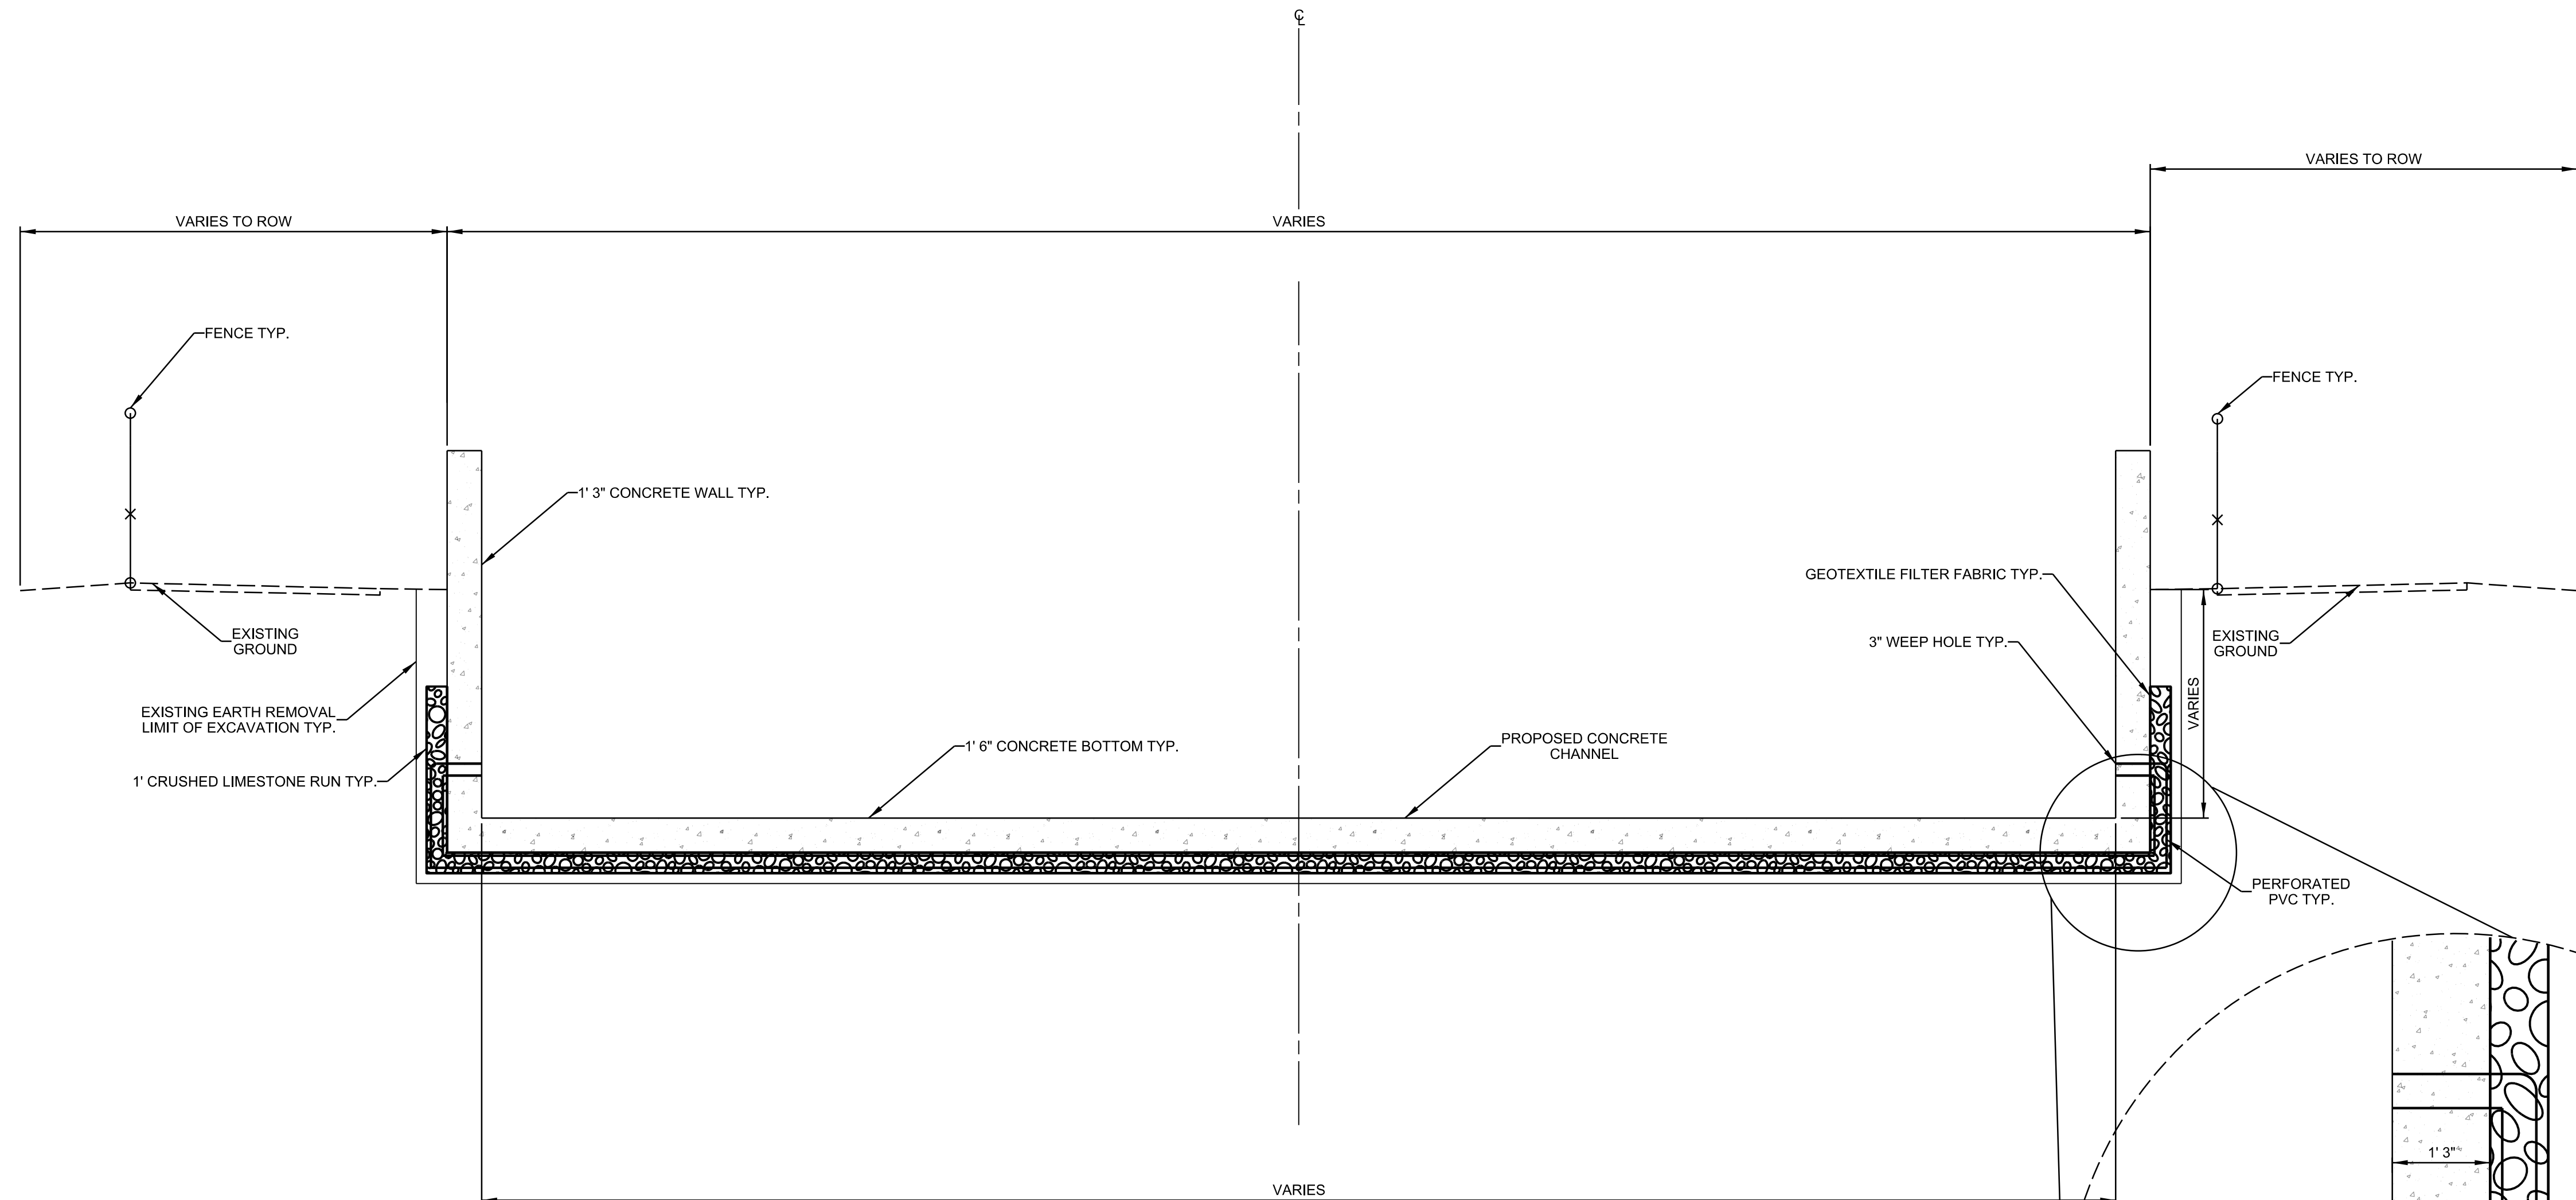 ℄
VARIES TO ROW
VARIES TO ROW
VARIES
FENCE TYP.
FENCE TYP.
1' 3" CONCRETE WALL TYP.
GEOTEXTILE FILTER FABRIC TYP.
EXISTING
GROUND
3" WEEP HOLE TYP.
EXISTING
GROUND
VARIES
EXISTING EARTH REMOVAL
LIMIT OF EXCAVATION TYP.
1' 6" CONCRETE BOTTOM TYP.
PROPOSED CONCRETE
CHANNEL
1' CRUSHED LIMESTONE RUN TYP.
PERFORATED
PVC TYP.
1' 3"
VARIES